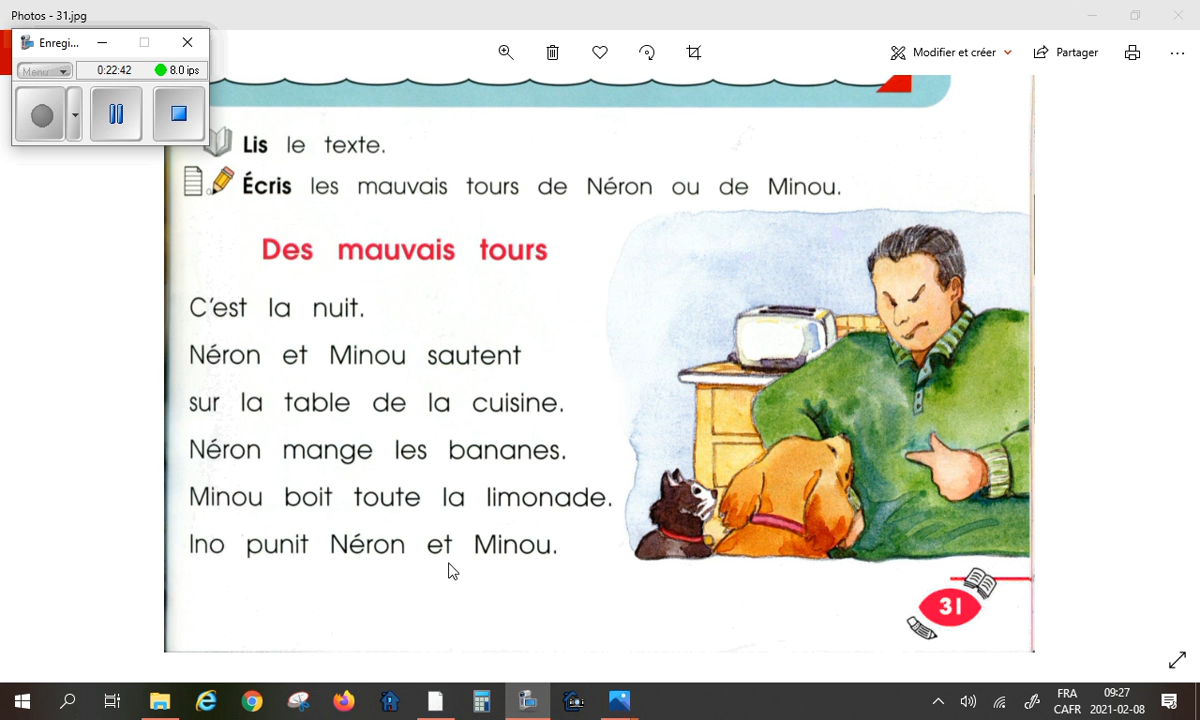 Photos - 31.jpg
Enregi...
Menu
0:22:42
8.0 ips
Modifier et créer
Partager
Lis le texte.
Écris les mauvais tours de Néron ou de Minou.
Des mauvais tours
C'est la nuit.
Néron et Minou sautent
sur la table de la cuisine.
Néron mange les bananes.
Minou boit toute la limonade.
Ino punit Néron et Minou.
31
FRA
CAFR
09:27
2021-02-08